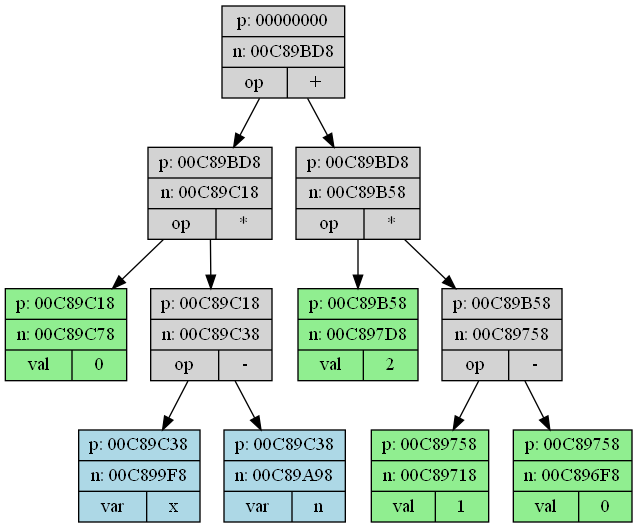 p: 00000000
n: 00C89BD8
op +
p: 00C89BD8
n: 00C89C18
op *
p: 00C89BD8
n: 00C89B58
op *
p: 00C89C18
n: 00C89C78
val 0
p: 00C89C18
n: 00C89C38
op -
p: 00C89B58
n: 00C897D8
val 2
p: 00C89B58
n: 00C89758
op -
p: 00C89C38
n: 00C899F8
var x
p: 00C89C38
n: 00C89A98
var n
p: 00C89758
n: 00C89718
val 1
p: 00C89758
n: 00C896F8
val 0